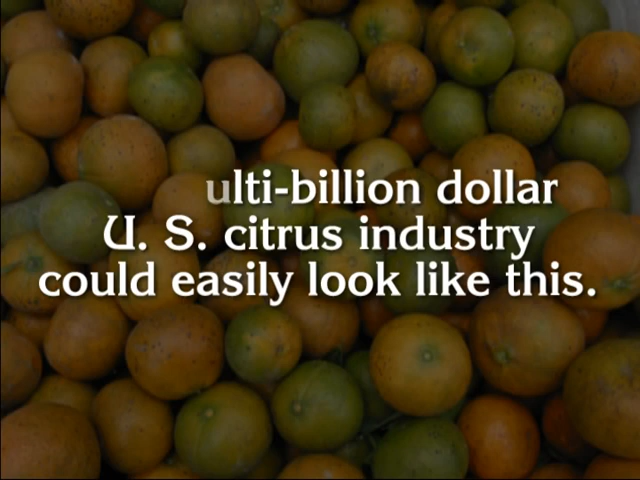 ulti-billion dollar
U. S. citrus industry
could easily look like this.